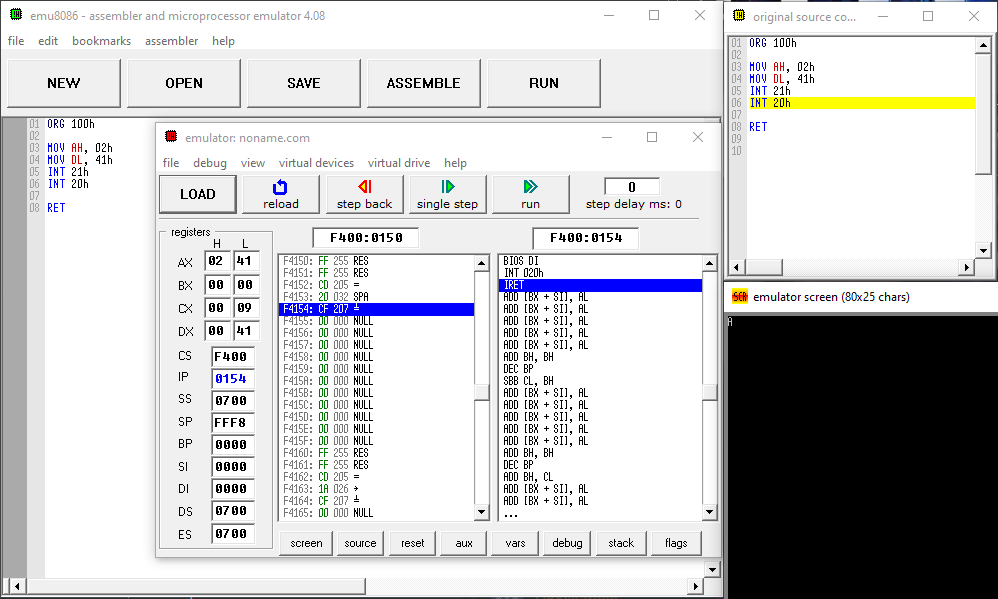 emu8086 - assembler and microprocessor emulator 4.08
file edit bookmarks assembler help
NEW OPEN SAVE ASSEMBLE RUN
01 ORG 100h
02
03 MOV AH, 02h
04 MOV DL, 41h
05 INT 21h
06 INT 20h
07
08 RET
emulator: noname.com
file debug view virtual devices virtual drive help
LOAD reload step back single step run 0
step delay ms: 0
registers F400:0150 F400:0154
H L
AX 02 41
BX 00 00
CX 00 09
DX 00 41
CS F400
IP 0154
SS 0700
SP FFF8
BP 0000
SI 0000
DI 0000
DS 0700
ES 0700
F4150: FF 255 RES
F4151: FF 255 RES
F4152: CD 205 =
F4153: 20 032 SPA
F4154: CF 207 ╧
F4155: 00 000 NULL
F4156: 00 000 NULL
F4157: 00 000 NULL
F4158: 00 000 NULL
F4159: 00 000 NULL
F415A: 00 000 NULL
F415B: 00 000 NULL
F415C: 00 000 NULL
F415D: 00 000 NULL
F415E: 00 000 NULL
F415F: 00 000 NULL
F4160: FF 255 RES
F4161: FF 255 RES
F4162: CD 205 =
F4163: 1A 026 →
F4164: CF 207 ╧
F4165: 00 000 NULL
BIOS DI
INT 020h
IRET
ADD [BX + SI], AL
ADD [BX + SI], AL
ADD [BX + SI], AL
ADD [BX + SI], AL
ADD [BX + SI], AL
ADD BH, BH
DEC BP
SBB CL, BH
ADD [BX + SI], AL
ADD [BX + SI], AL
ADD [BX + SI], AL
ADD [BX + SI], AL
ADD [BX + SI], AL
ADD BH, BH
DEC BP
ADD BH, CL
ADD [BX + SI], AL
ADD [BX + SI], AL
...
screen source reset aux vars debug stack flags
original source co...
01 ORG 100h
02
03 MOV AH, 02h
04 MOV DL, 41h
05 INT 21h
06 INT 20h
07
08 RET
09
10
SCR emulator screen (80x25 chars)
A